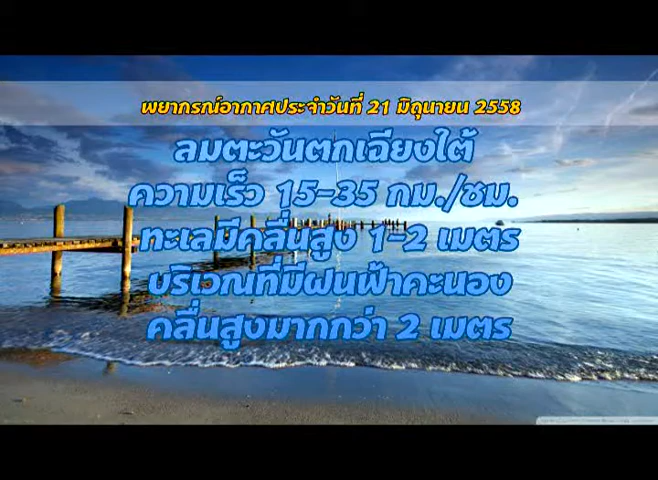 พยากรณ์อากาศประจำวันที่ 21 มิถุนายน 2558
ลมตะวันตกเฉียงใต้
ความเร็ว 15-35 กม./ชม.
ทะเลมีคลื่นสูง 1-2 เมตร
บริเวณที่มีฝนฟ้าคะนอง
คลื่นสูงมากกว่า 2 เมตร